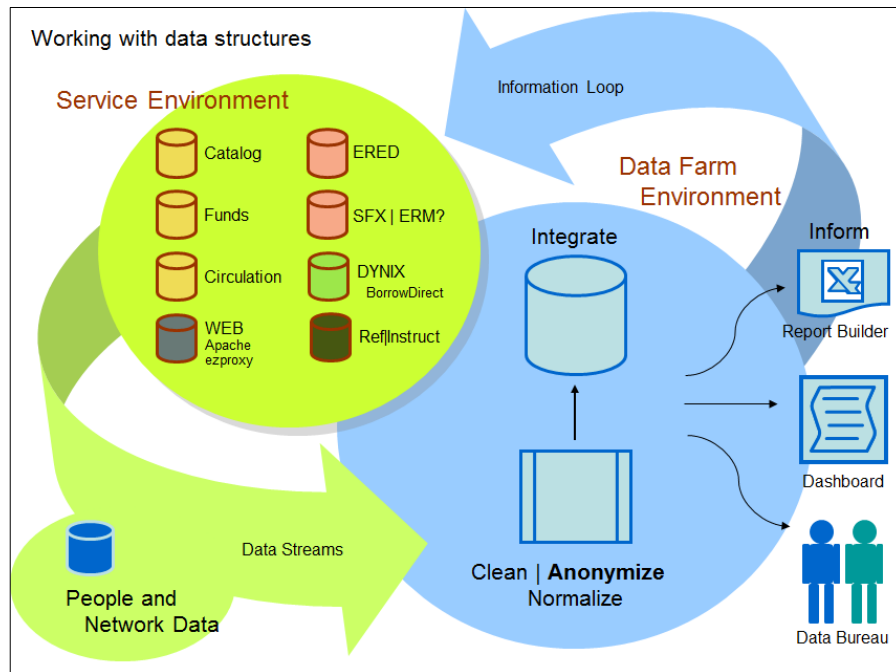 Working with data structures
Service Environment
Catalog
ERED
Funds
SFX | ERM?
Circulation
DYNIX
BorrowDirect
WEB
Apache
ezproxy
Ref|Instruct
Information Loop
Data Farm
Environment
Integrate
Inform
X
Report Builder
Dashboard
Data Bureau
Clean | Anonymize
Normalize
Data Streams
People and
Network Data